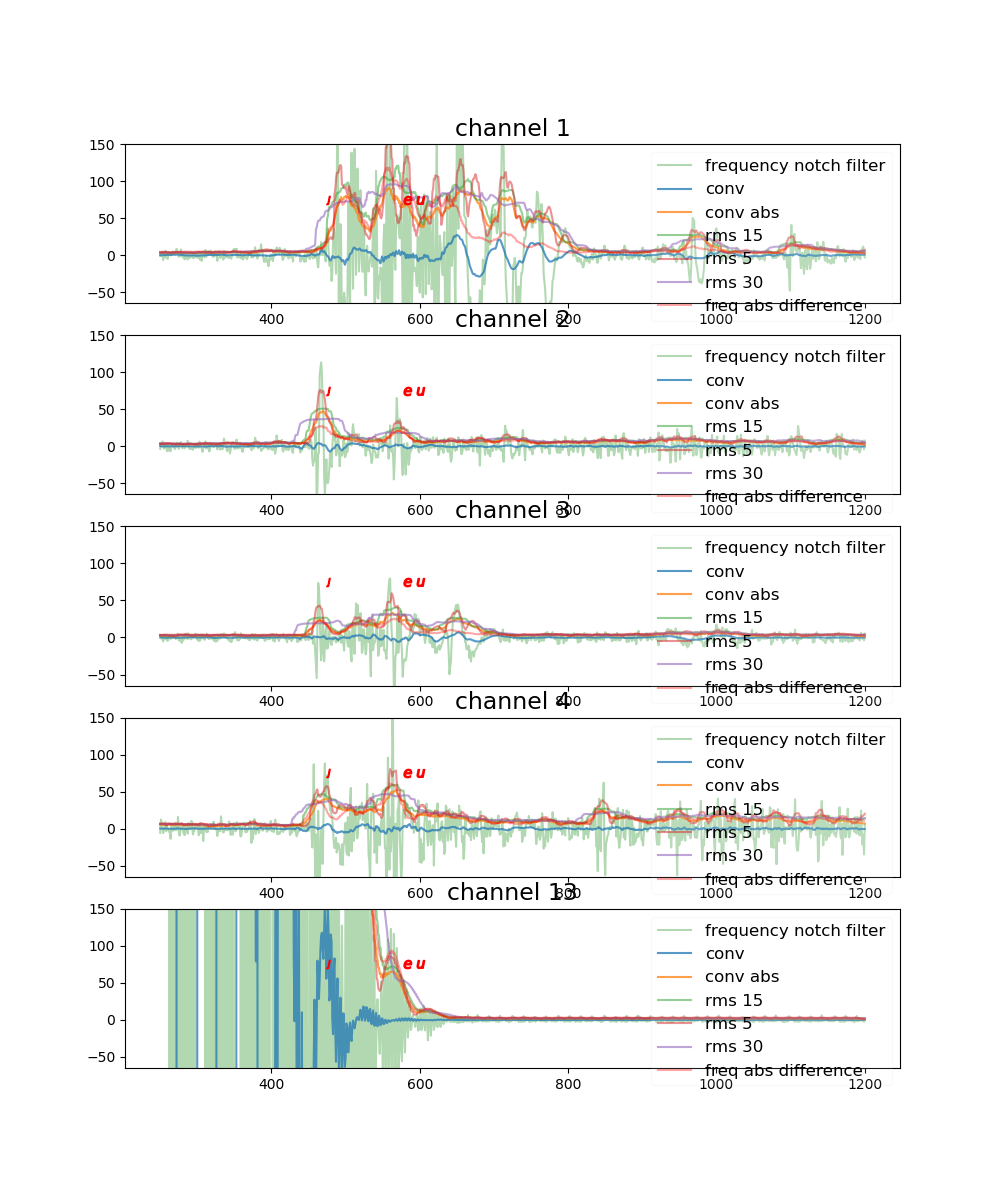 channel 1
150
100
50
0
−50
400
600
800
1000
1200
ɹ
e u
frequency notch filter
conv
conv abs
rms 15
rms 5
rms 30
freq abs difference
channel 2
150
100
50
0
−50
400
600
800
1000
1200
ɹ
e u
frequency notch filter
conv
conv abs
rms 15
rms 5
rms 30
freq abs difference
channel 3
150
100
50
0
−50
400
600
800
1000
1200
ɹ
e u
frequency notch filter
conv
conv abs
rms 15
rms 5
rms 30
freq abs difference
channel 4
150
100
50
0
−50
400
600
800
1000
1200
ɹ
e u
frequency notch filter
conv
conv abs
rms 15
rms 5
rms 30
freq abs difference
channel 13
150
100
50
0
−50
400
600
800
1000
1200
ɹ
e u
frequency notch filter
conv
conv abs
rms 15
rms 5
rms 30
freq abs difference